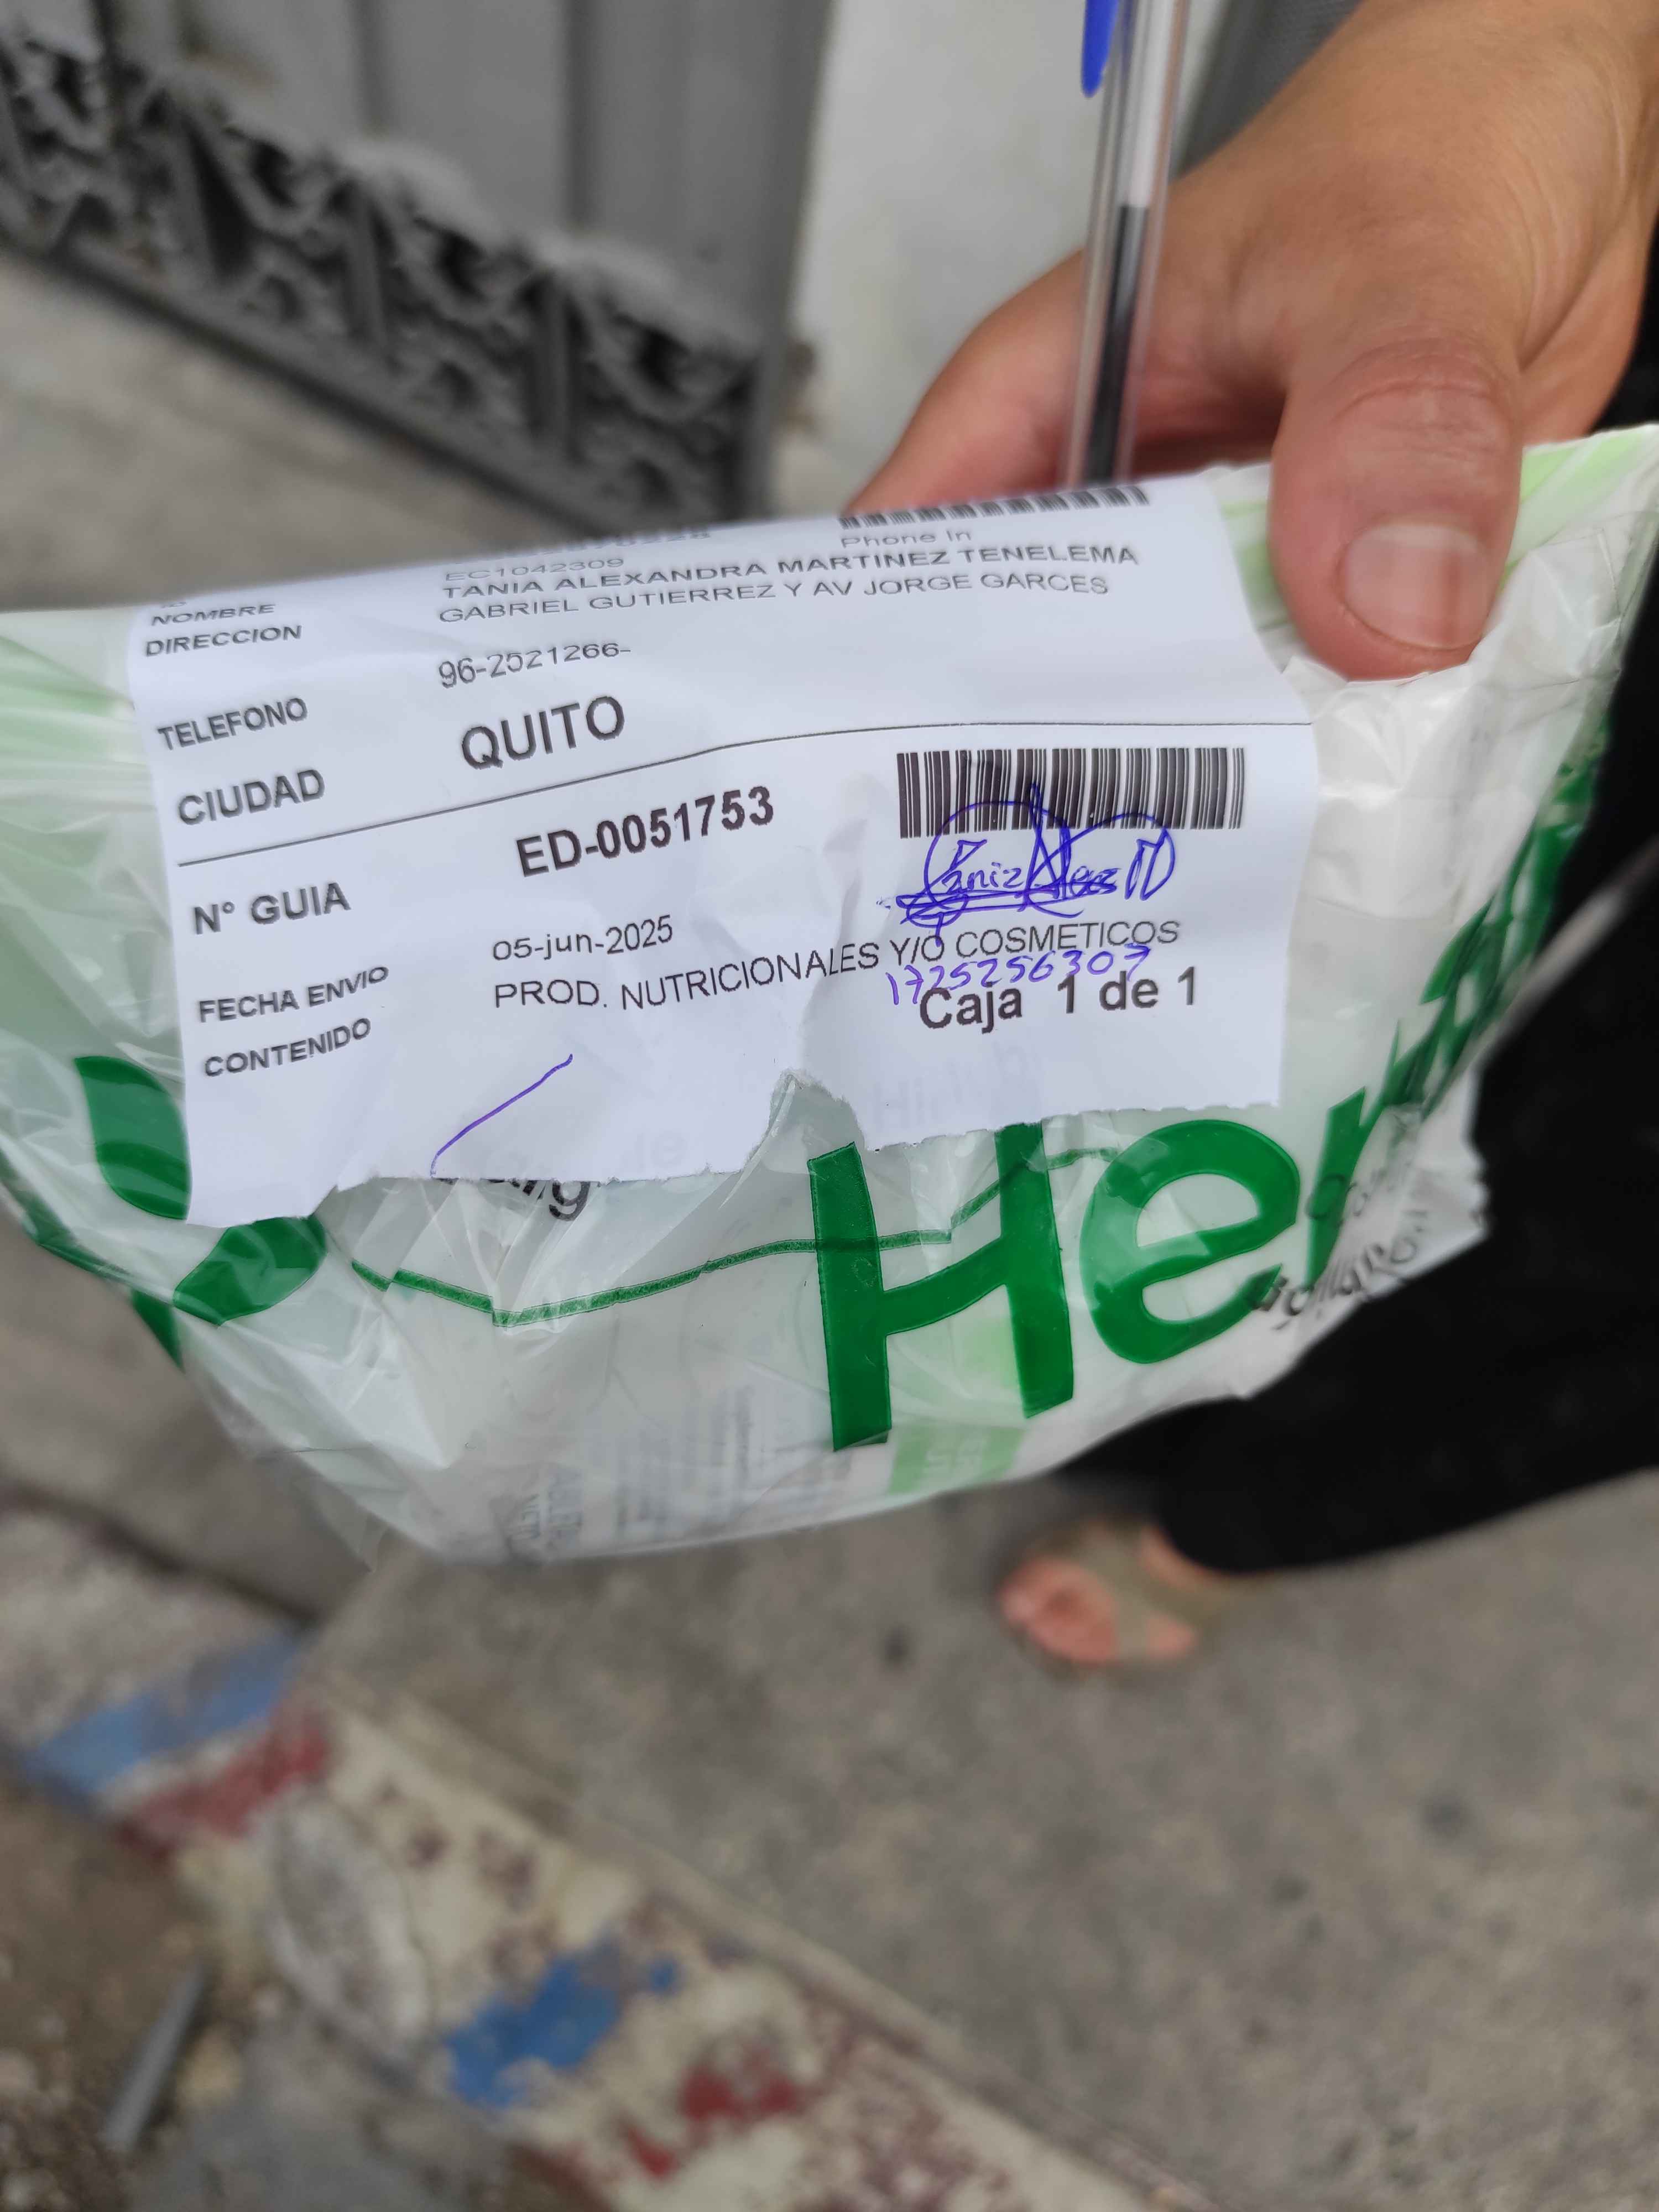 Phone In
EC1042309
NOMBRE TANIA ALEXANDRA MARTINEZ TENELEMA
DIRECCION GABRIEL GUTIERREZ Y AV JORGE GARCES
TELEFONO 96-2521266-
CIUDAD QUITO
N° GUIA ED-0051753
FECHA ENVIO 05-jun-2025
CONTENIDO PROD. NUTRICIONALES Y/O COSMETICOS
1725256307
Caja 1 de 1
Her